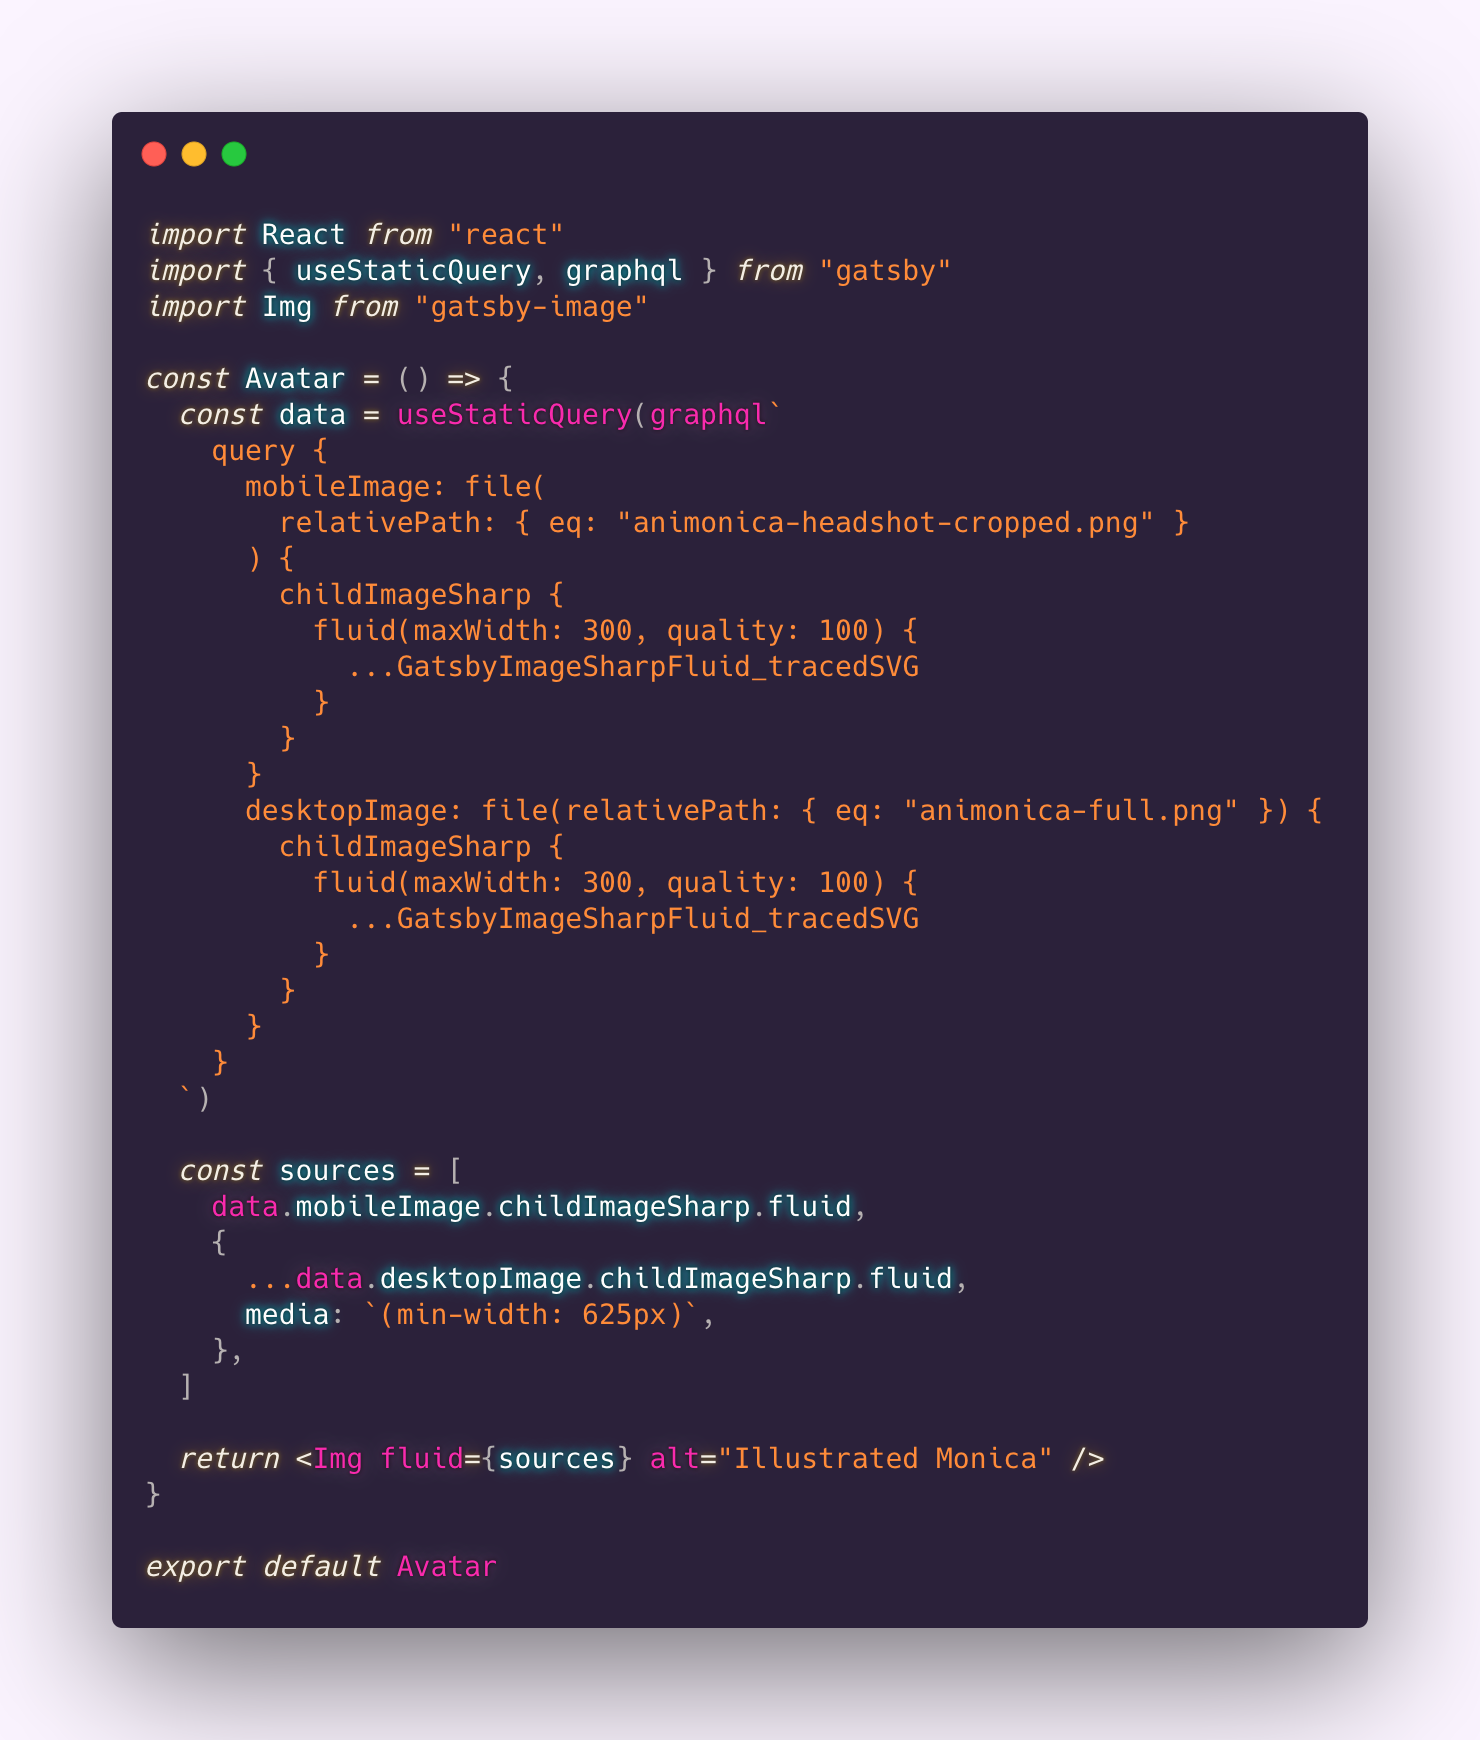 import React from "react"
import { useStaticQuery, graphql } from "gatsby"
import Img from "gatsby-image"

const Avatar = () => {
  const data = useStaticQuery(graphql`
    query {
      mobileImage: file(
        relativePath: { eq: "animonica-headshot-cropped.png" }
      ) {
        childImageSharp {
          fluid(maxWidth: 300, quality: 100) {
            ...GatsbyImageSharpFluid_tracedSVG
          }
        }
      }
      desktopImage: file(relativePath: { eq: "animonica-full.png" }) {
        childImageSharp {
          fluid(maxWidth: 300, quality: 100) {
            ...GatsbyImageSharpFluid_tracedSVG
          }
        }
      }
    }
  `)

  const sources = [
    data.mobileImage.childImageSharp.fluid,
    {
      ...data.desktopImage.childImageSharp.fluid,
      media: `(min-width: 625px)`,
    },
  ]

  return <Img fluid={sources} alt="Illustrated Monica" />
}

export default Avatar